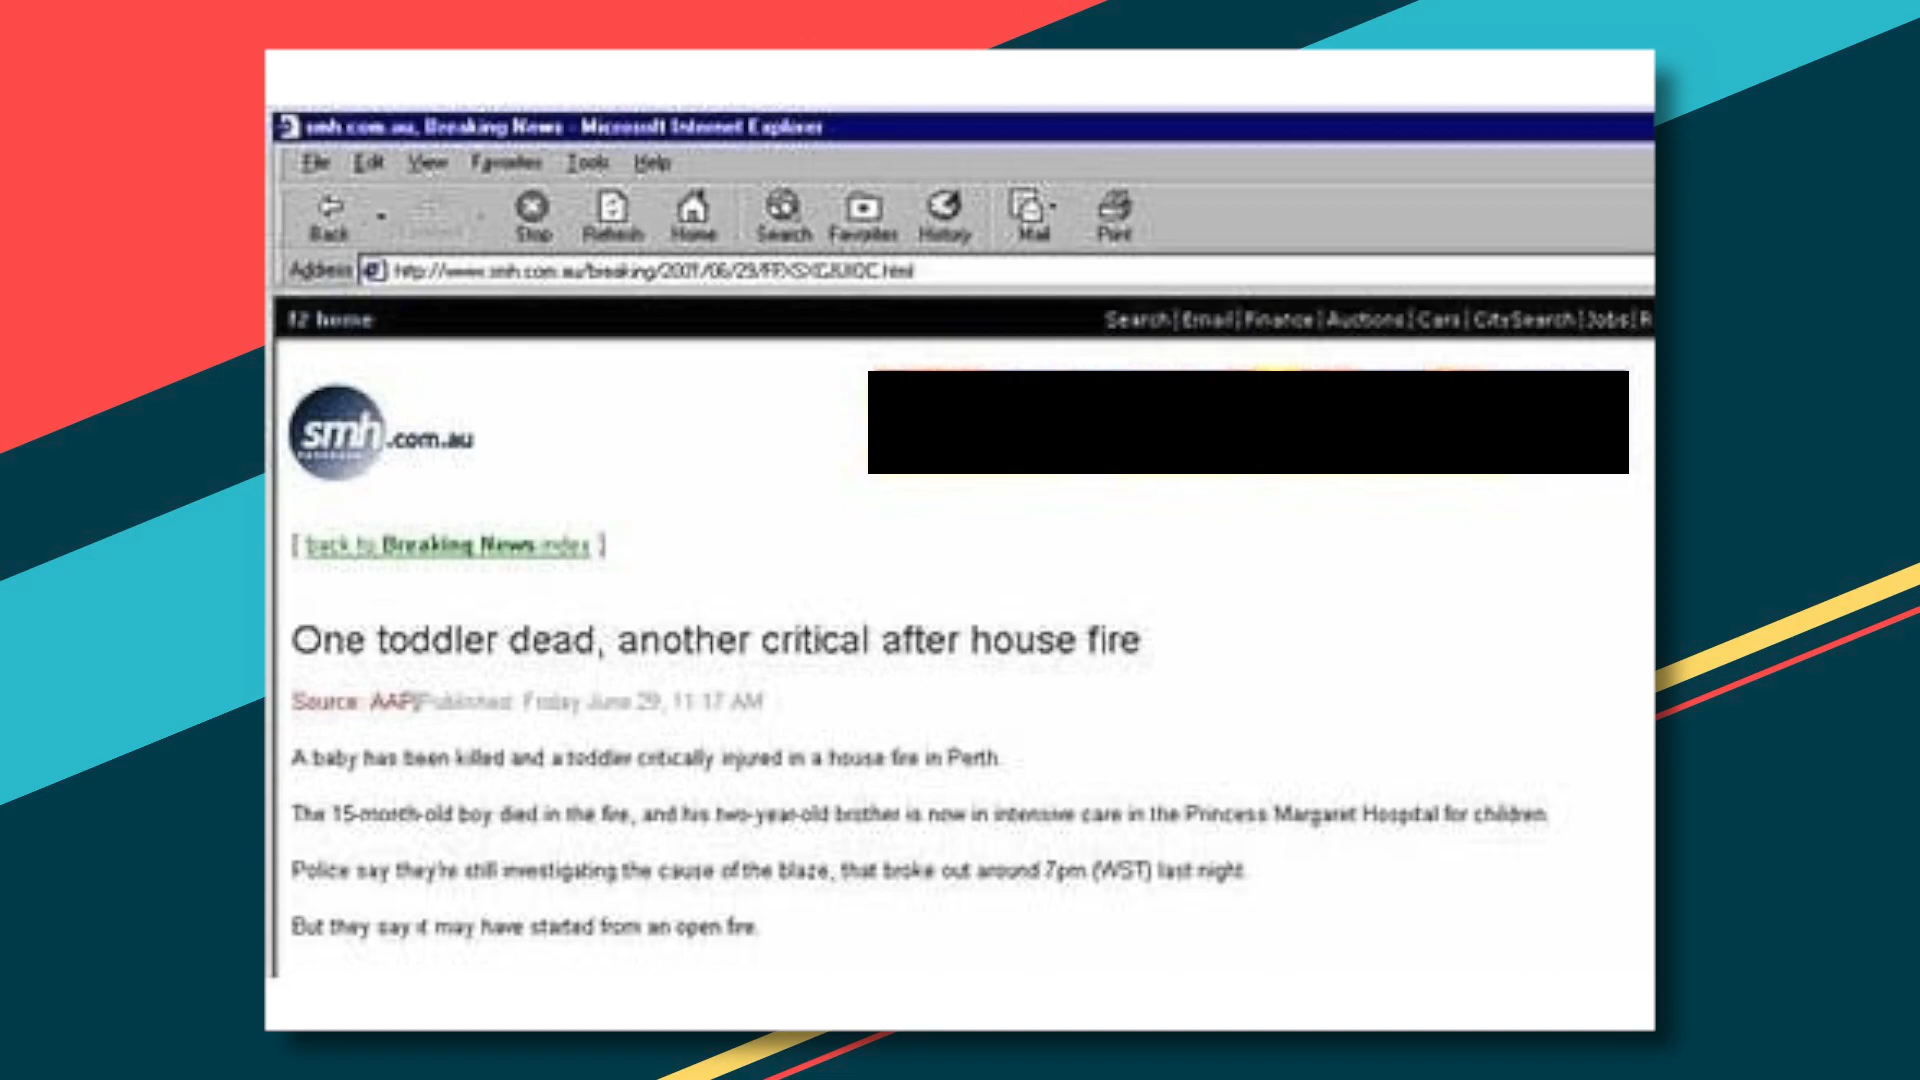 smh.com.au, Breaking News - Microsoft Internet Explorer
File Edit View Favorites Tools Help
Back Stop Refresh Home Search Favorites History Mail Print
Address
f2 home Search | Email | Finance | Auctions | Cars | CitySearch | Jobs | R
smh.com.au
[ back to Breaking News index ]
One toddler dead, another critical after house fire
Source: AAP|Published: Friday June 29, 11:17 AM
A baby has been killed and a toddler critically injured in a house fire in Perth.
The 15-month-old boy died in the fire, and his two-year-old brother is now in intensive care in the Princess Margaret Hospital for children.
Police say they're still investigating the cause of the blaze, that broke out around 7pm (WST) last night.
But they say it may have started from an open fire.